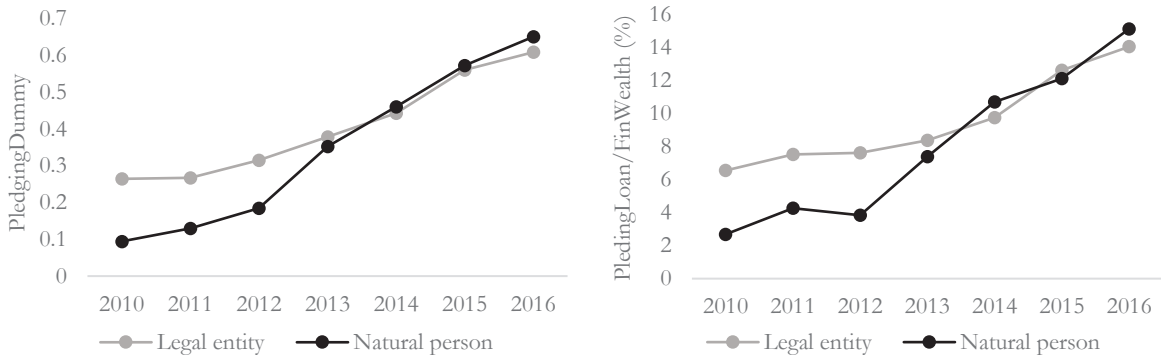 PledgingDummy
0.7
0.6
0.5
0.4
0.3
0.2
0.1
0
2010 2011 2012 2013 2014 2015 2016
Legal entity Natural person
PledingLoan/FinWealth (%)
16
14
12
10
8
6
4
2
0
2010 2011 2012 2013 2014 2015 2016
Legal entity Natural person